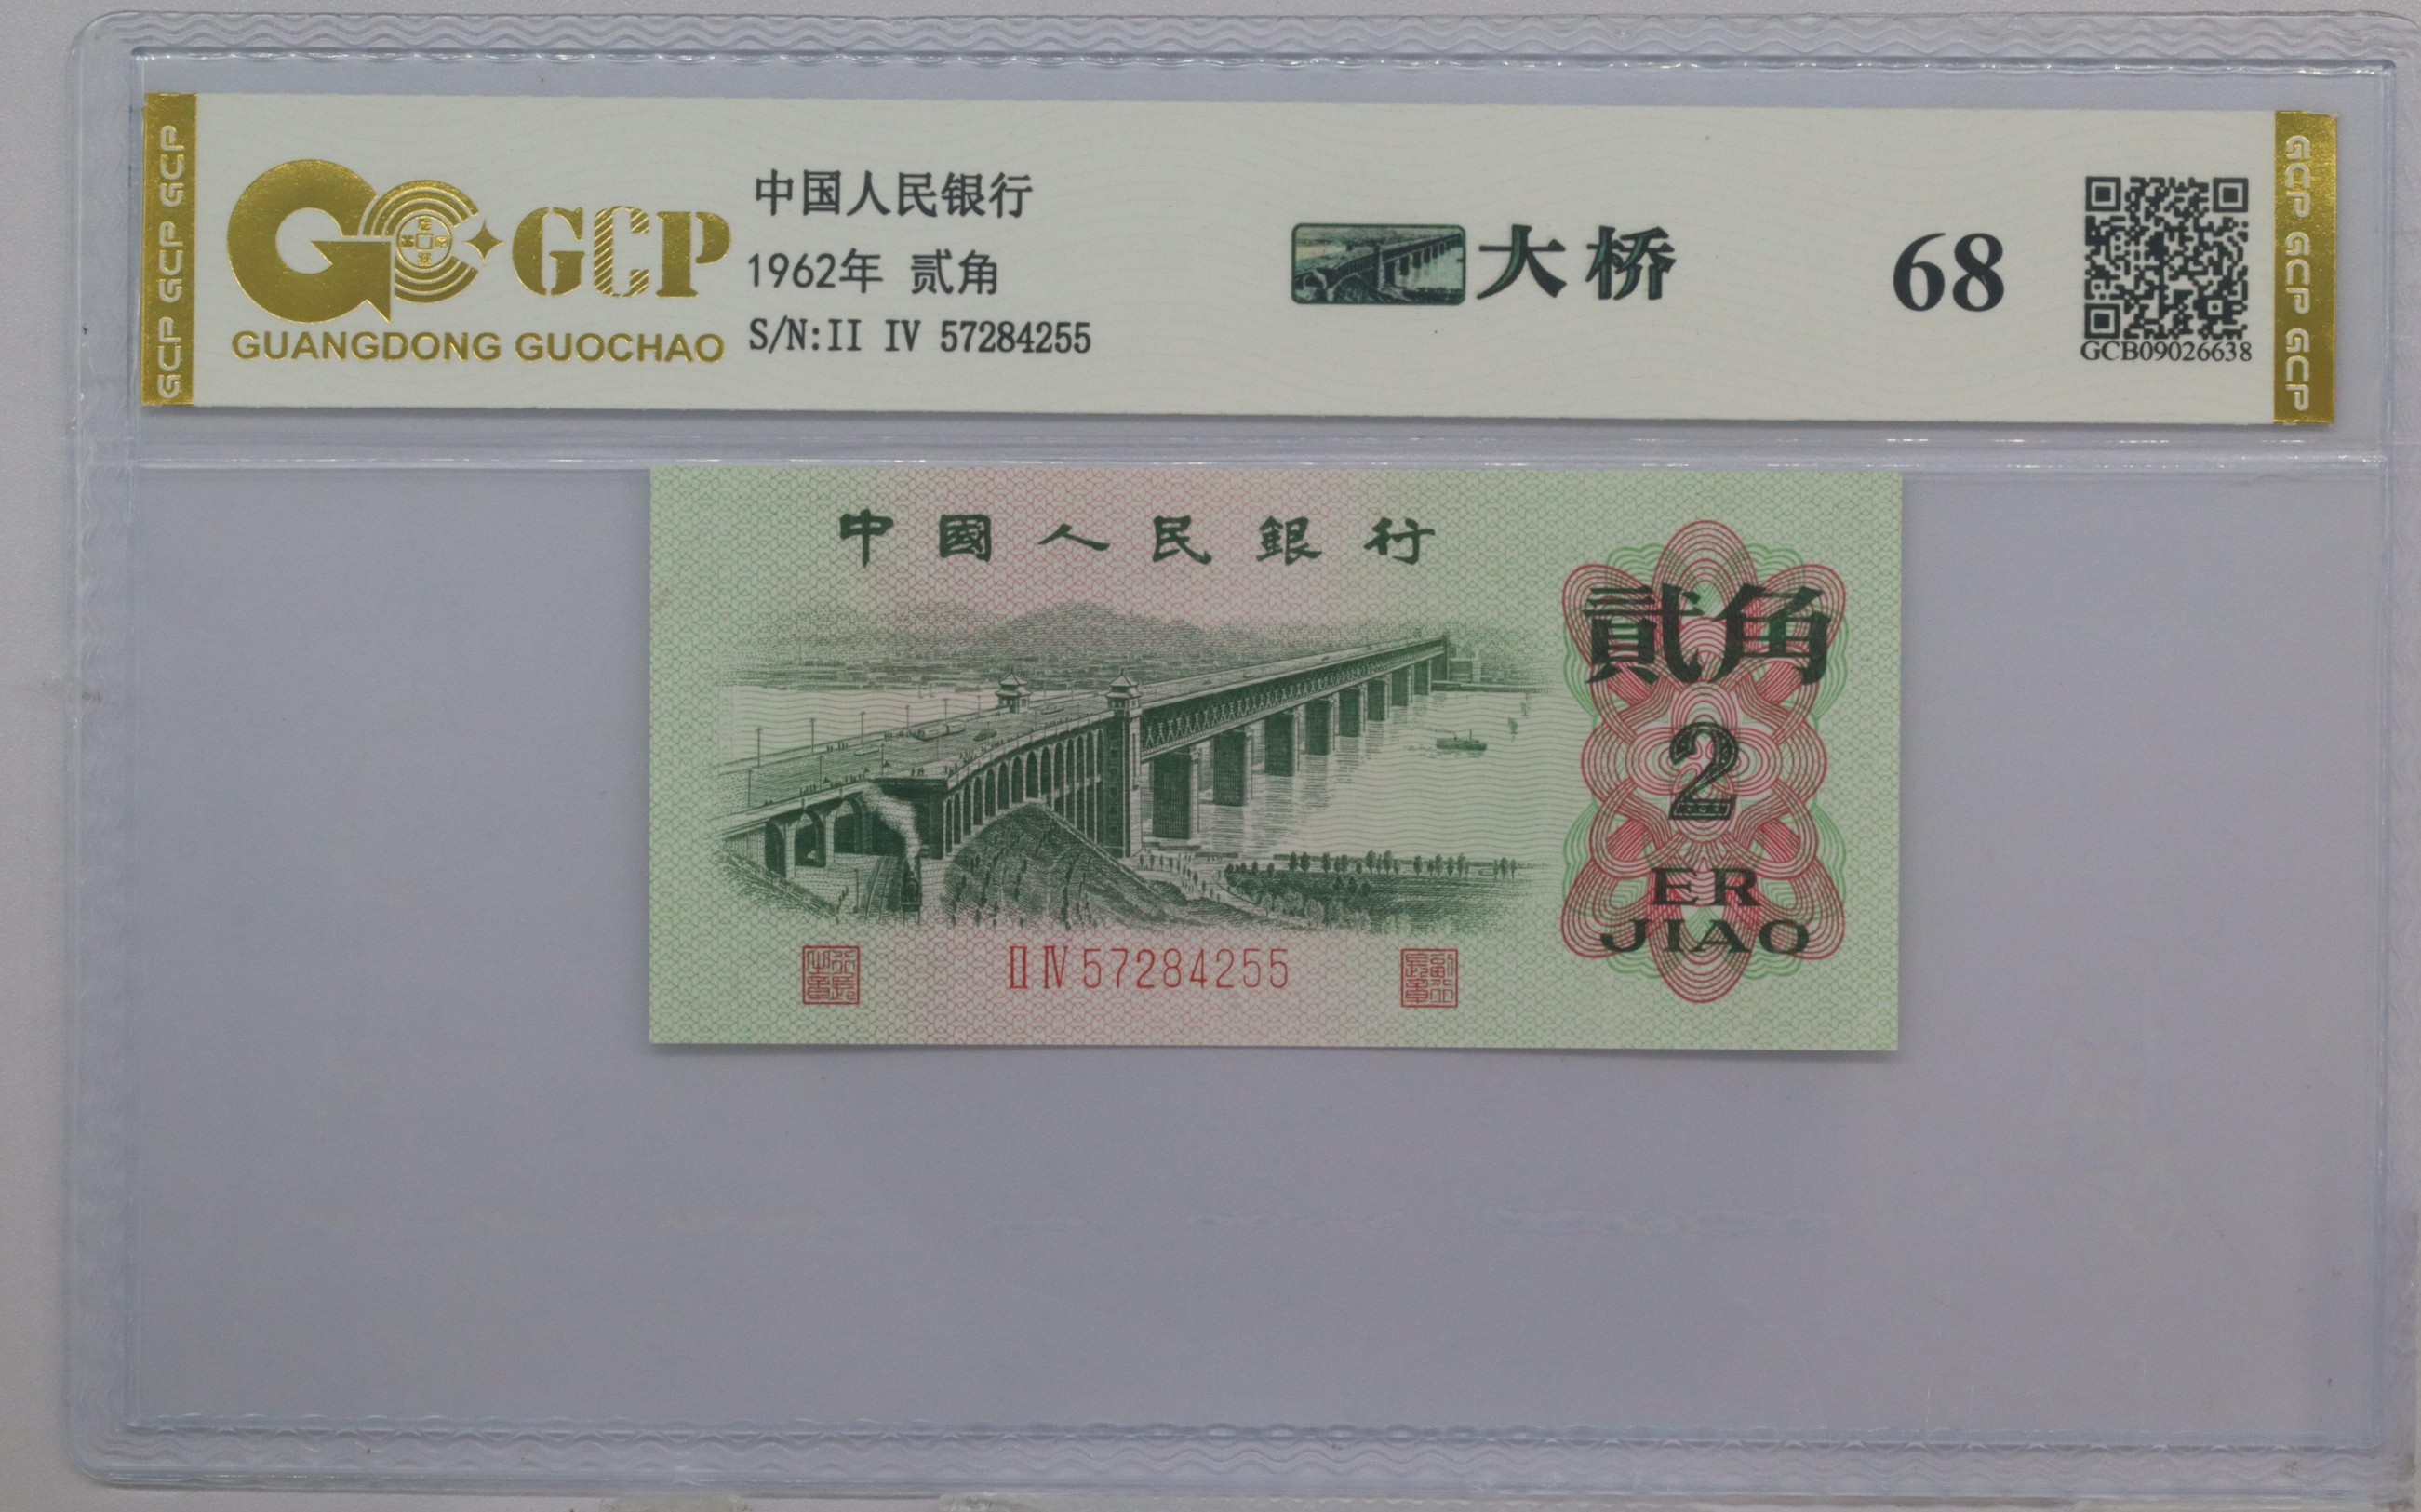 GCP GCP GCP
GCP
GUANGDONG GUOCHAO
中国人民银行
1962年 贰角
S/N:II IV 57284255
大桥
68
GCB09026638
GCP GCP GCP
中國人民銀行
貳角
2
ER
JIAO
II IV 57284255